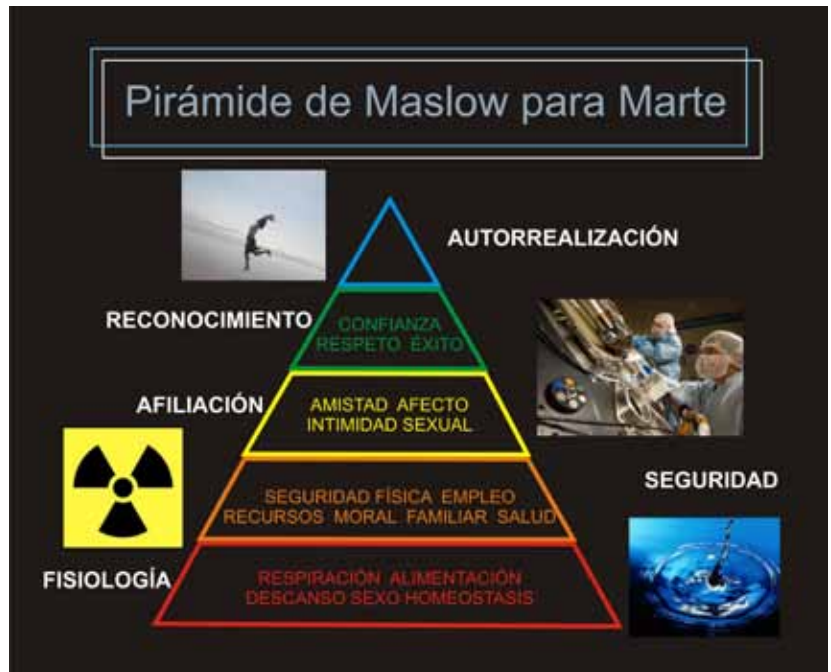 Pirámide de Maslow para Marte
AUTORREALIZACIÓN
RECONOCIMIENTO
CONFIANZA
RESPETO ÉXITO
AFILIACIÓN
AMISTAD AFECTO
INTIMIDAD SEXUAL
SEGURIDAD
SEGURIDAD FÍSICA EMPLEO
RECURSOS MORAL FAMILIAR SALUD
FISIOLOGÍA
RESPIRACIÓN ALIMENTACIÓN
DESCANSO SEXO HOMEOSTASIS